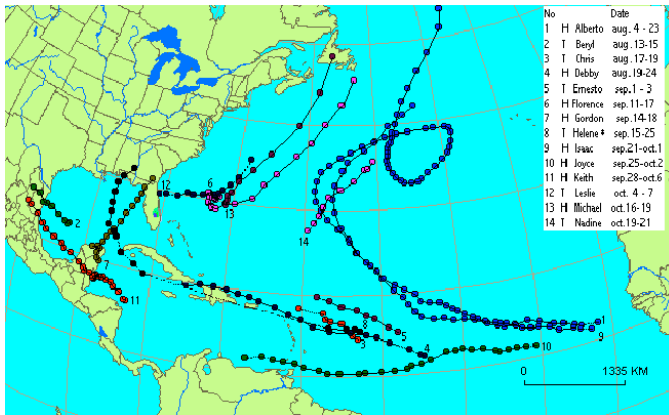 No Date
1 H Alberto aug. 4 - 23
2 T Beryl aug.13-15
3 T Chris aug.17-19
4 H Debby aug.19-24
5 T Ernesto sep.1 - 3
6 H Florence sep.11-17
7 H Gordon sep.14-18
8 T Helene* sep.15-25
9 H Isaac sep.21-oct.1
10 H Joyce sep.25-oct.2
11 H Keith sep.28-oct.6
12 T Leslie oct. 4 - 7
13 H Michael oct.16-19
14 T Nadine oct.19-21
12
6
13
2
14
7
11
8
3
5
4
1
9
10
0 1335 KM